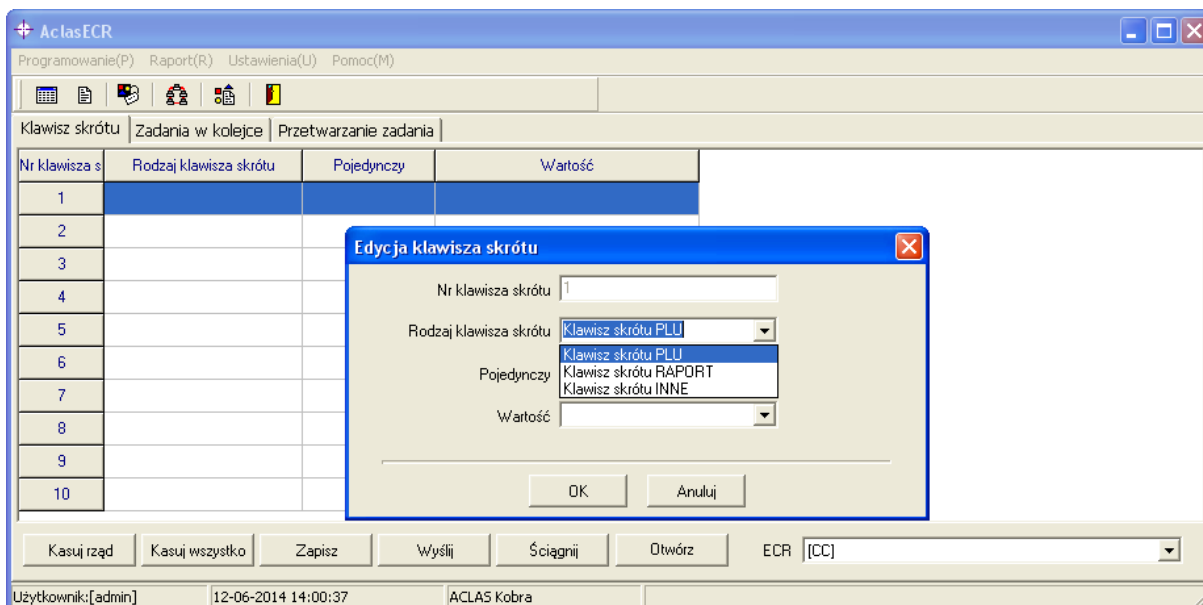 AclasECR
Programowanie(P) Raport(R) Ustawienia(U) Pomoc(M)
Klawisz skrótu Zadania w kolejce Przetwarzanie zadania
Nr klawisza s Rodzaj klawisza skrótu Pojedynczy Wartość
1
2
3
4
5
6
7
8
9
10
Edycja klawisza skrótu
Nr klawisza skrótu 1
Rodzaj klawisza skrótu Klawisz skrótu PLU
Klawisz skrótu PLU
Pojedynczy Klawisz skrótu RAPORT
Klawisz skrótu INNE
Wartość
OK Anuluj
Kasuj rząd Kasuj wszystko Zapisz Wyślij Ściągnij Otwórz ECR [CC]
Użytkownik:[admin] 12-06-2014 14:00:37 ACLAS Kobra